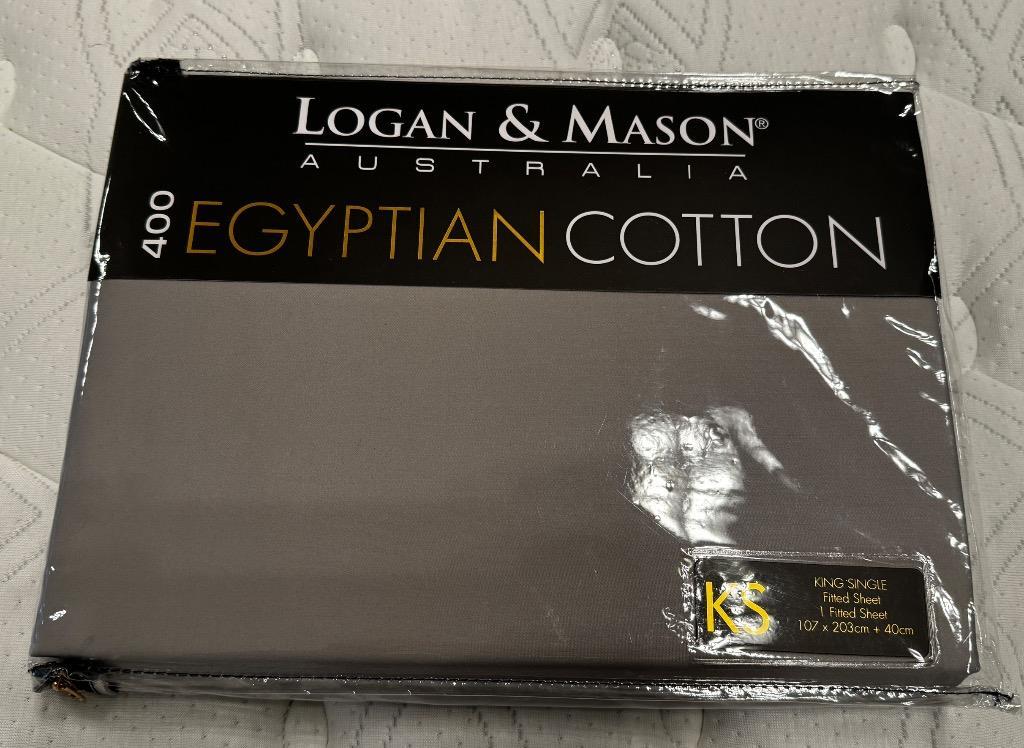 LOGAN & MASON®
AUSTRALIA
400 EGYPTIAN COTTON
KS
KING SINGLE
Fitted Sheet
1 Fitted Sheet
107 x 203cm + 40cm